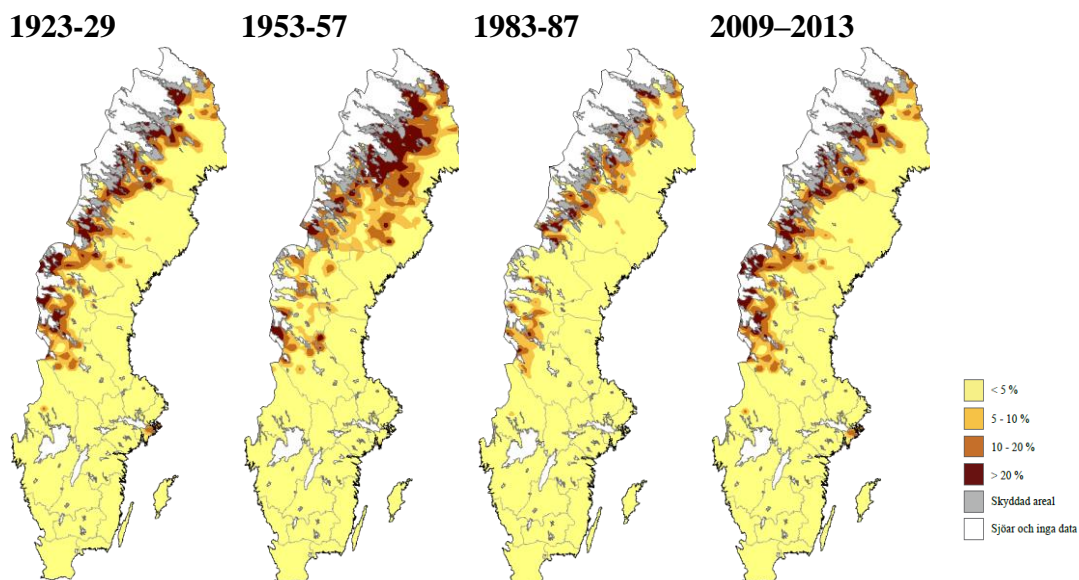 1923-29 1953-57 1983-87 2009–2013
< 5 %
5 - 10 %
10 - 20 %
> 20 %
Skyddad areal
Sjöar och inga data